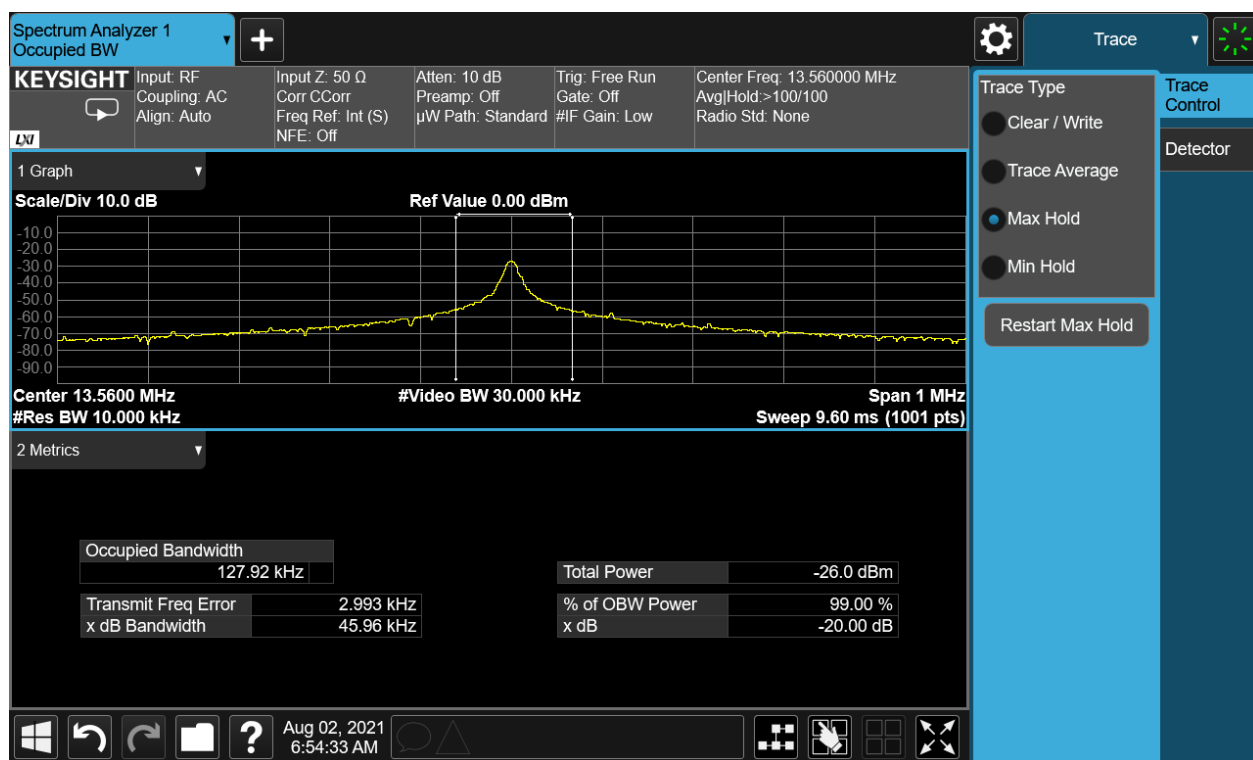 Spectrum Analyzer 1
Occupied BW
+
Trace
KEYSIGHT
LXI
Input: RF
Coupling: AC
Align: Auto
Input Z: 50 Ω
Corr CCorr
Freq Ref: Int (S)
NFE: Off
Atten: 10 dB
Preamp: Off
µW Path: Standard
Trig: Free Run
Gate: Off
#IF Gain: Low
Center Freq: 13.560000 MHz
Avg|Hold:>100/100
Radio Std: None
1 Graph
Scale/Div 10.0 dB
Ref Value 0.00 dBm
-10.0
-20.0
-30.0
-40.0
-50.0
-60.0
-70.0
-80.0
-90.0
Center 13.5600 MHz
#Video BW 30.000 kHz
Span 1 MHz
#Res BW 10.000 kHz
Sweep 9.60 ms (1001 pts)
2 Metrics
Occupied Bandwidth
127.92 kHz
Total Power -26.0 dBm
Transmit Freq Error 2.993 kHz
% of OBW Power 99.00 %
x dB Bandwidth 45.96 kHz
x dB -20.00 dB
Trace Type
Clear / Write
Trace Average
Max Hold
Min Hold
Restart Max Hold
Trace
Control
Detector
?
Aug 02, 2021
6:54:33 AM